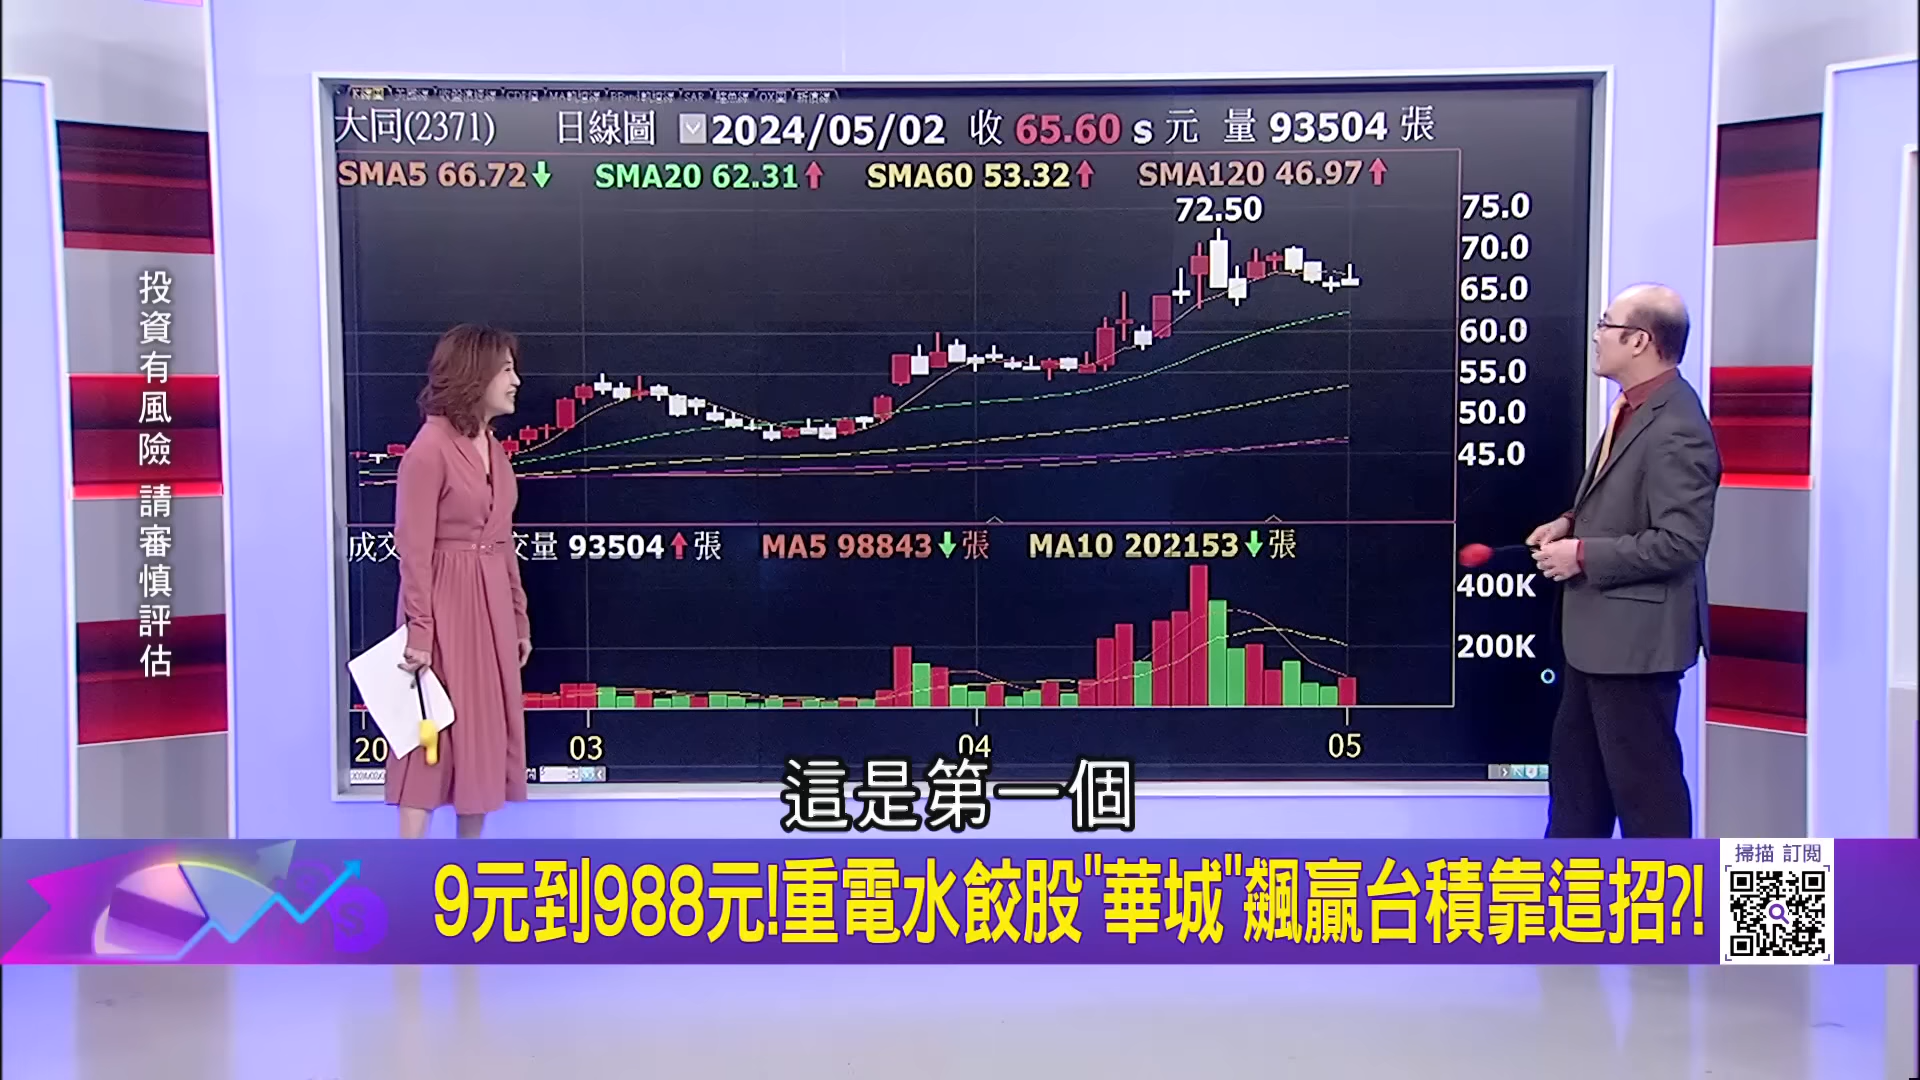 大同(2371) 日線圖 2024/05/02 收 65.60 s 元 量 93504 張
SMA5 66.72↓ SMA20 62.31↑ SMA60 53.32↑ SMA120 46.97↑
72.50
75.0
70.0
65.0
60.0
55.0
50.0
45.0
成交 交量 93504↑張 MA5 98843↓張 MA10 202153↓張
400K
200K
20 03 04 05
投資有風險 請審慎評估
這是第一個
9元到988元!重電水餃股"華城"飆贏台積靠這招?!
掃描 訂閱